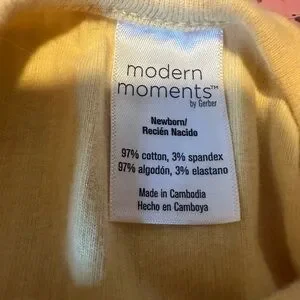 modern
moments™
by Gerber
Newborn/
Recién Nacido
97% cotton, 3% spandex
97% algodón, 3% elastano
Made in Cambodia
Hecho en Camboya